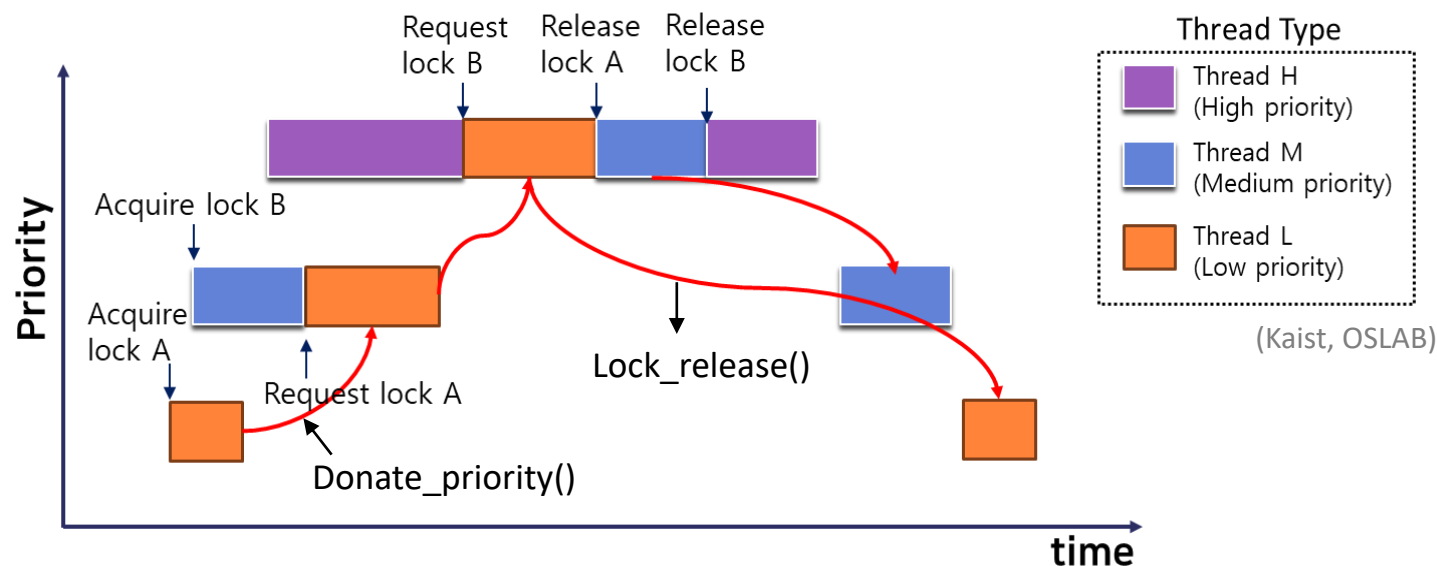 Request
lock B
Release
lock A
Release
lock B
Thread Type
Thread H
(High priority)
Thread M
(Medium priority)
Thread L
(Low priority)
(Kaist, OSLAB)
Priority
Acquire lock B
Acquire
lock A
Request lock A
Lock_release()
Donate_priority()
time